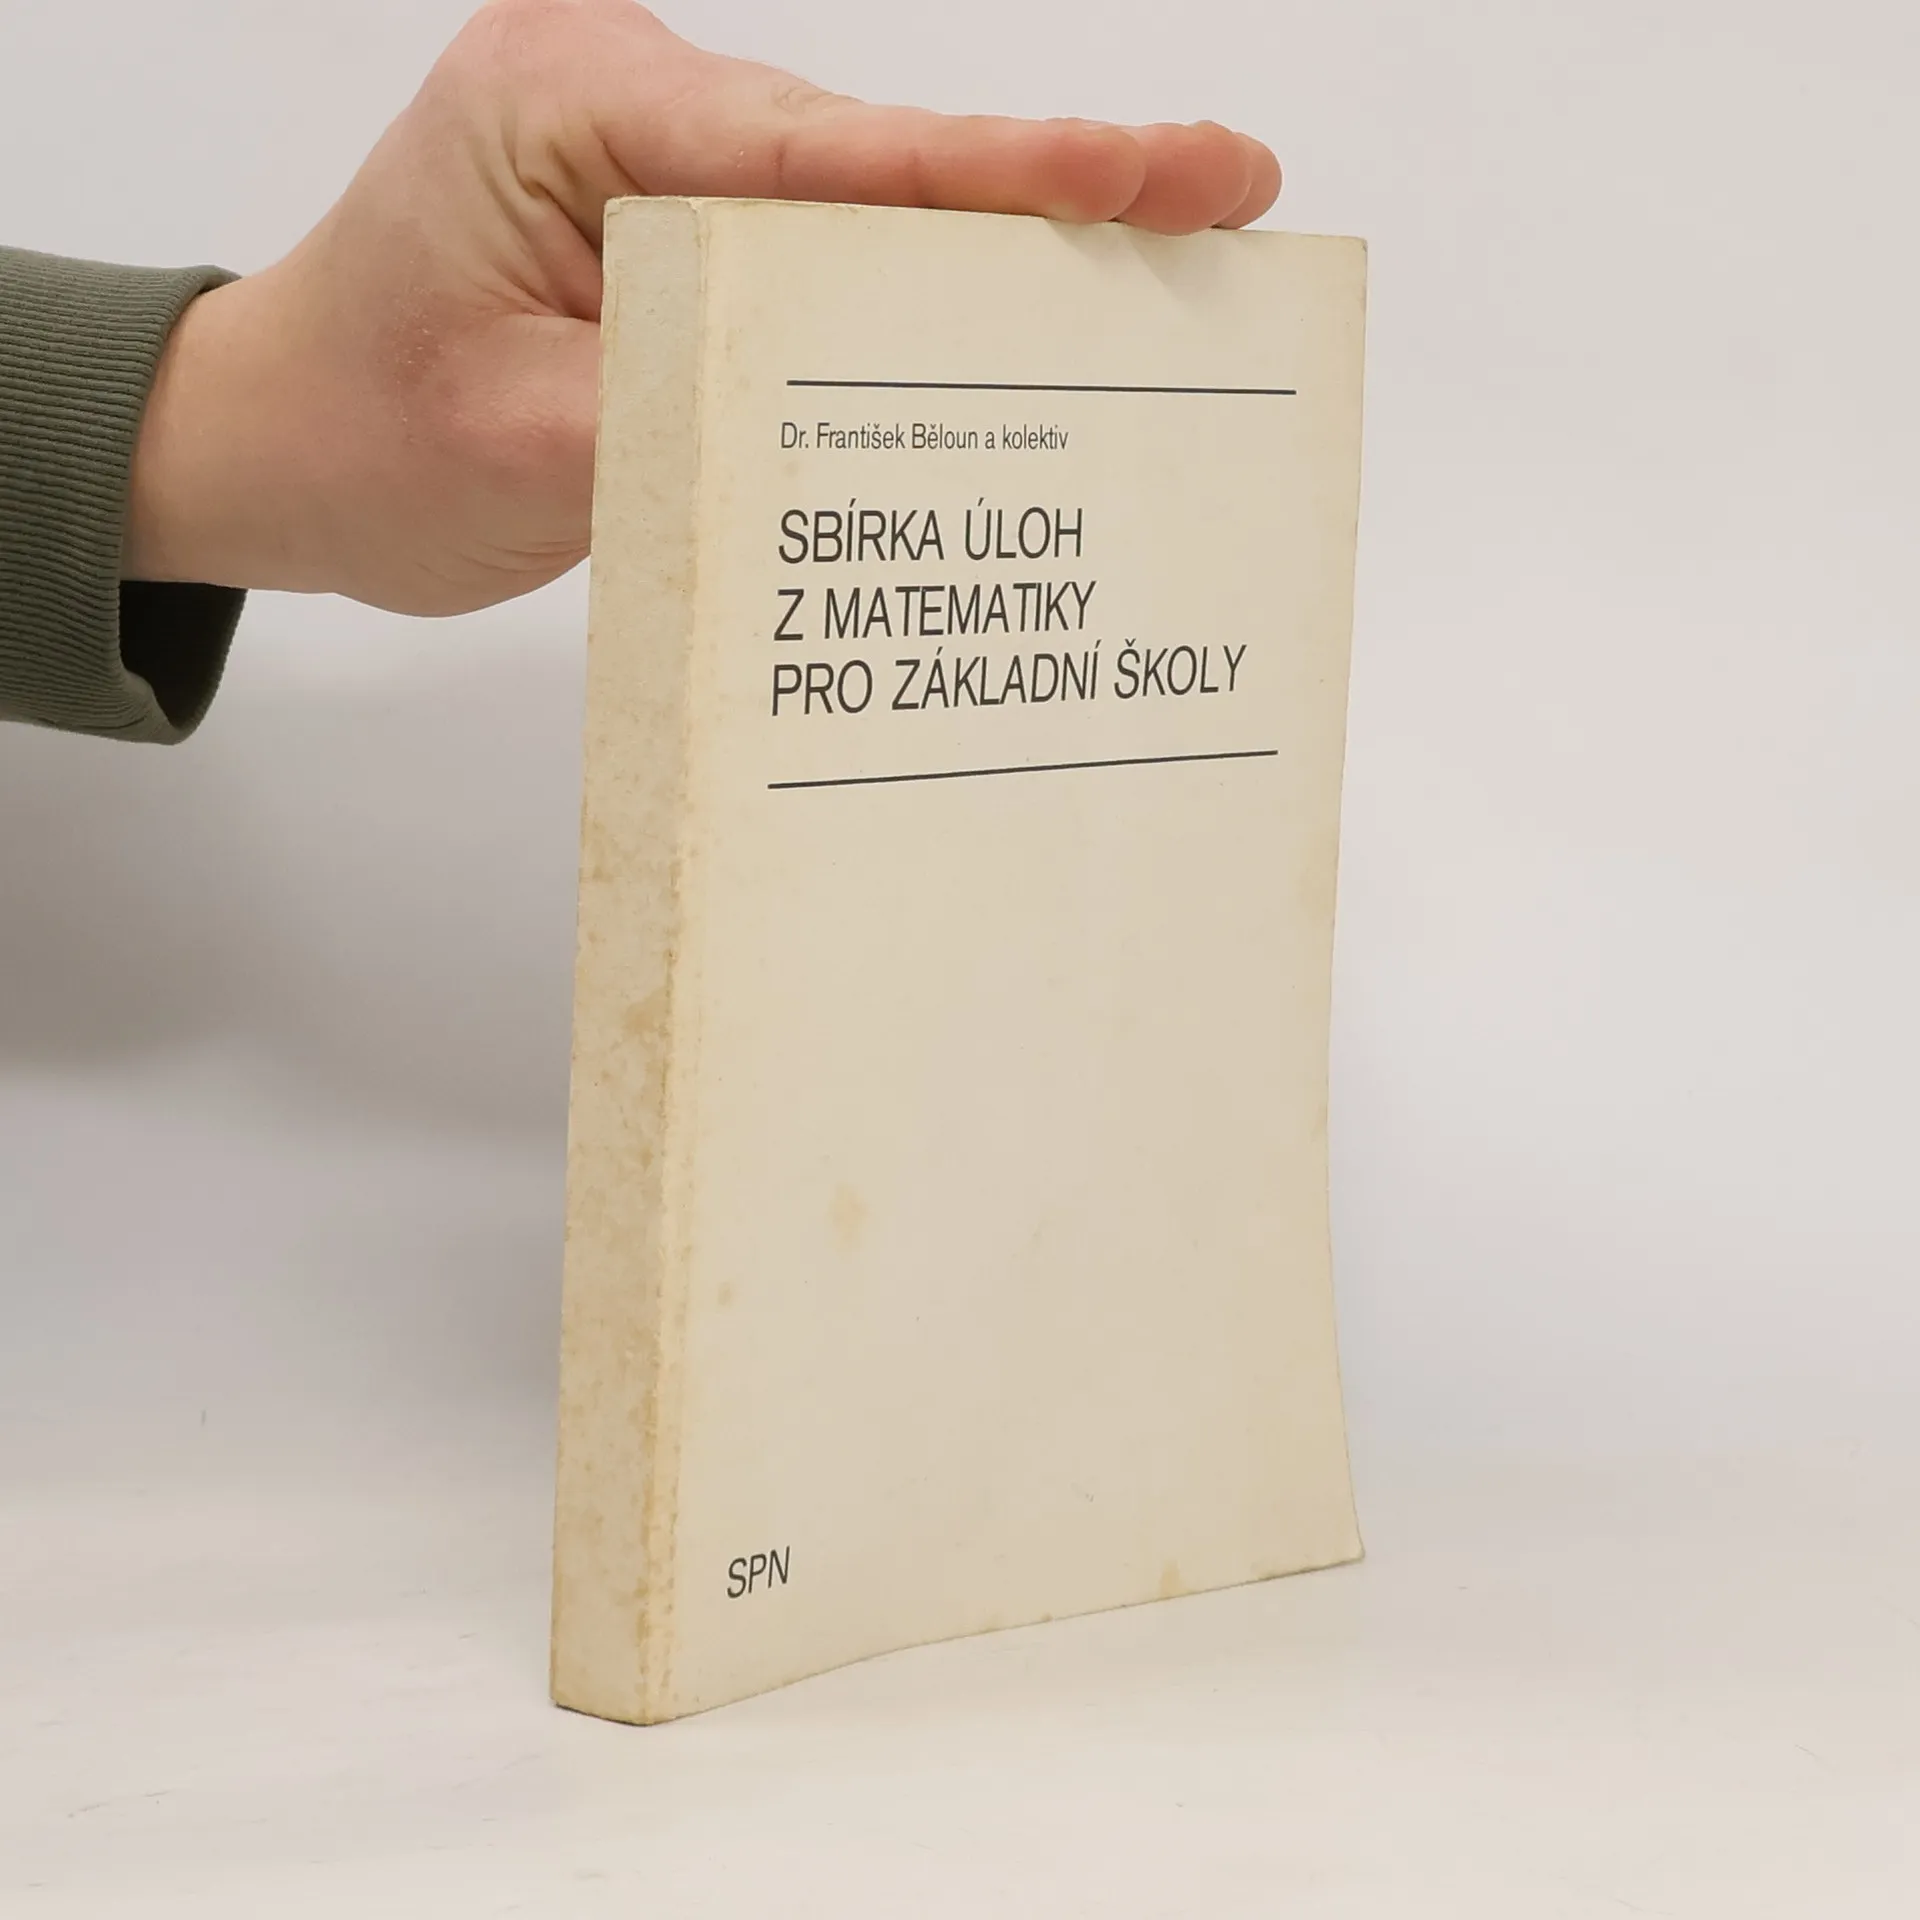 Dr. František Běloun a kolektiv
SBÍRKA ÚLOH
Z MATEMATIKY
PRO ZÁKLADNÍ ŠKOLY
SPN